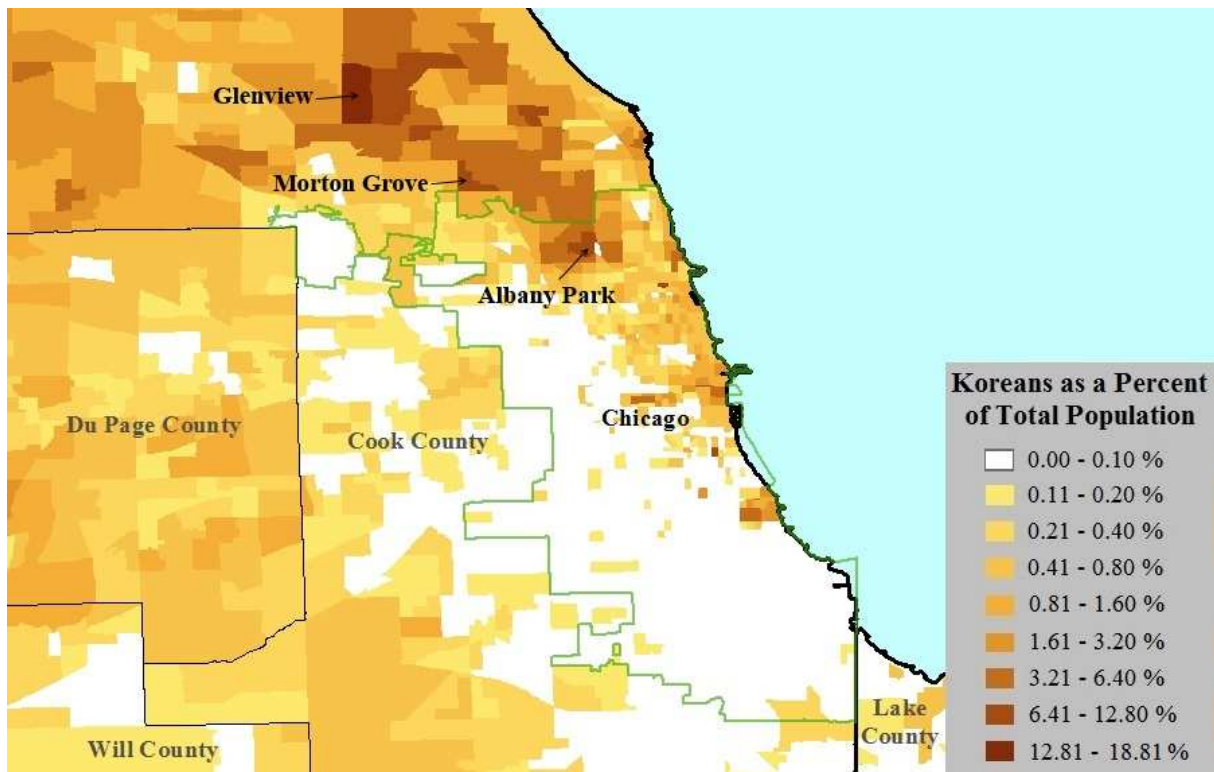 Glenview
Morton Grove
Albany Park
Chicago
Du Page County
Cook County
Will County
Lake
County
Koreans as a Percent
of Total Population
0.00 - 0.10 %
0.11 - 0.20 %
0.21 - 0.40 %
0.41 - 0.80 %
0.81 - 1.60 %
1.61 - 3.20 %
3.21 - 6.40 %
6.41 - 12.80 %
12.81 - 18.81 %